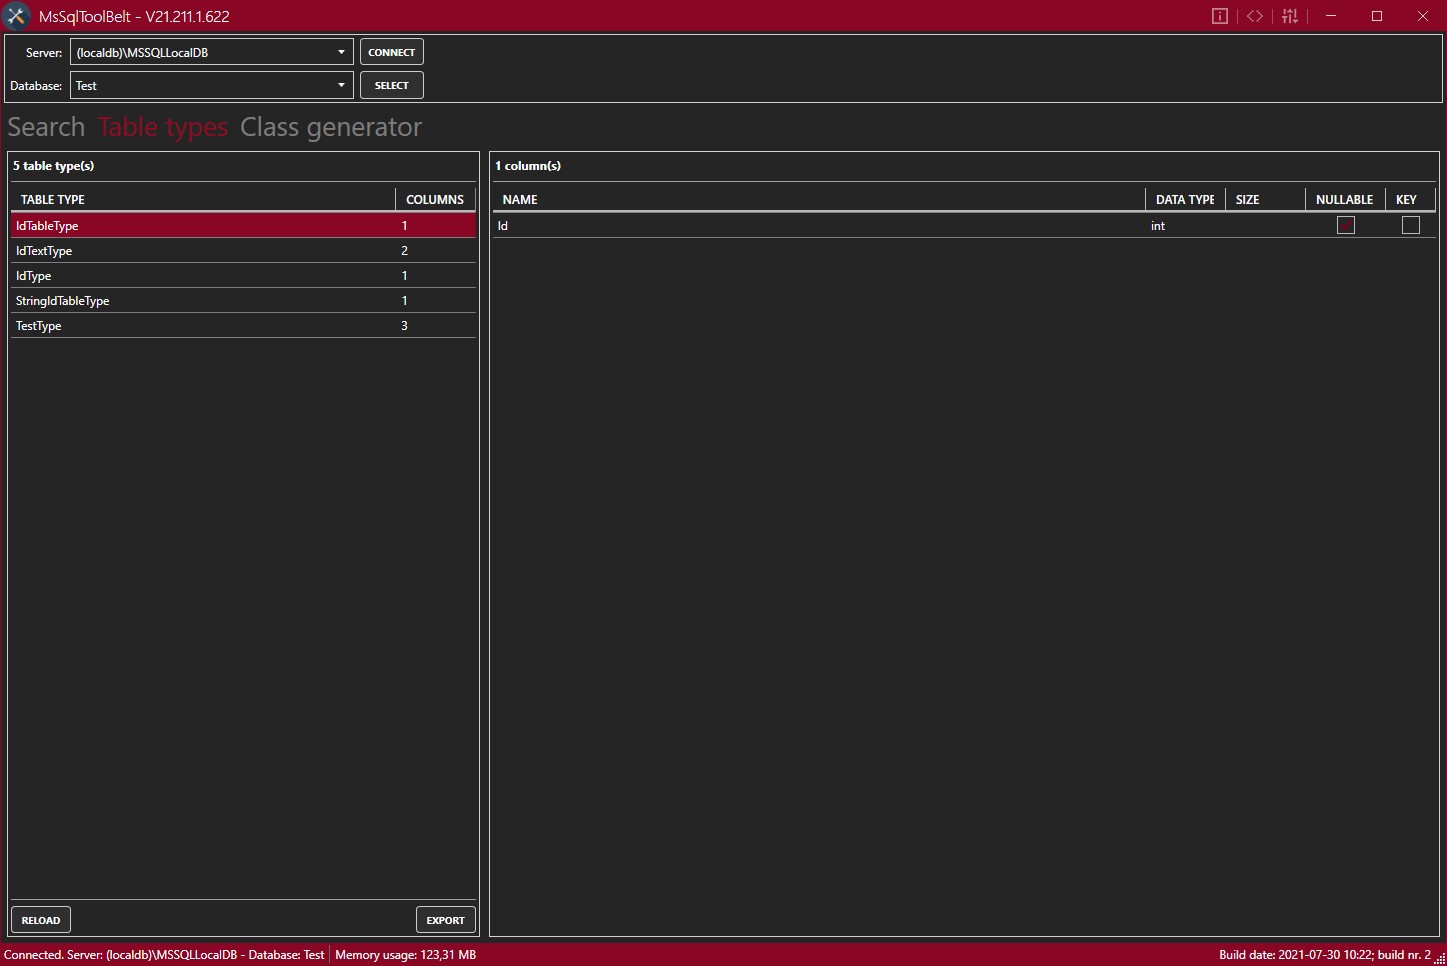 MsSqlToolBelt - V21.211.1.622
Server: (localdb)\MSSQLLocalDB CONNECT
Database: Test SELECT
Search Table types Class generator
5 table type(s)
TABLE TYPE COLUMNS
IdTableType 1
IdTextType 2
IdType 1
StringIdTableType 1
TestType 3
RELOAD EXPORT
1 column(s)
NAME DATA TYPE SIZE NULLABLE KEY
Id int
Connected. Server: (localdb)\MSSQLLocalDB - Database: Test Memory usage: 123,31 MB Build date: 2021-07-30 10:22; build nr. 2